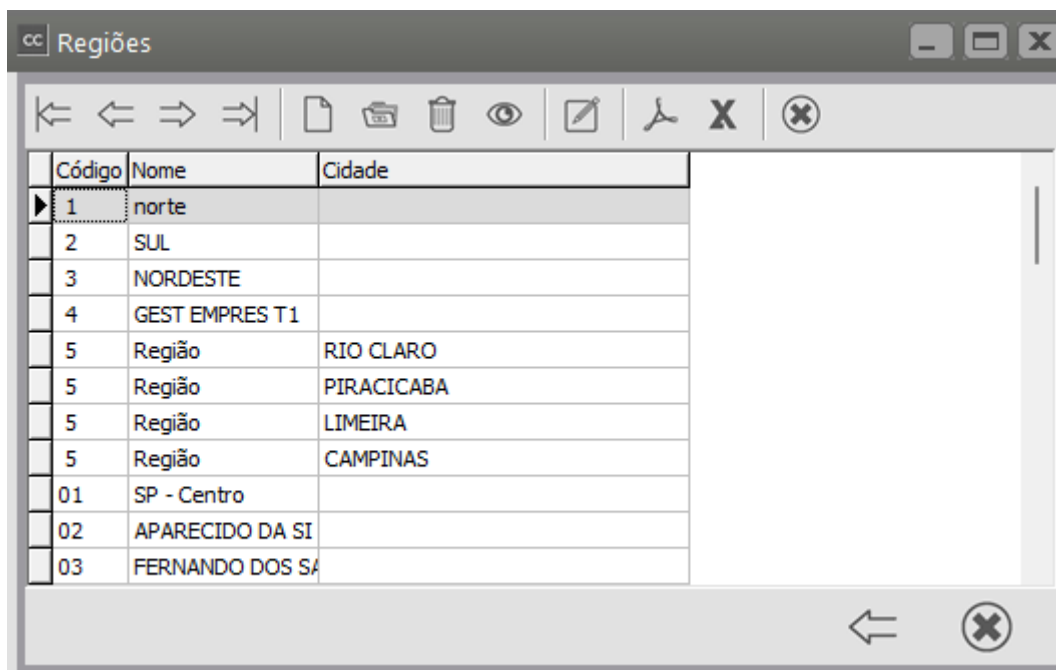 cc Regiões
Código Nome Cidade
1 norte
2 SUL
3 NORDESTE
4 GEST EMPRES T1
5 Região RIO CLARO
5 Região PIRACICABA
5 Região LIMEIRA
5 Região CAMPINAS
01 SP - Centro
02 APARECIDO DA SI
03 FERNANDO DOS